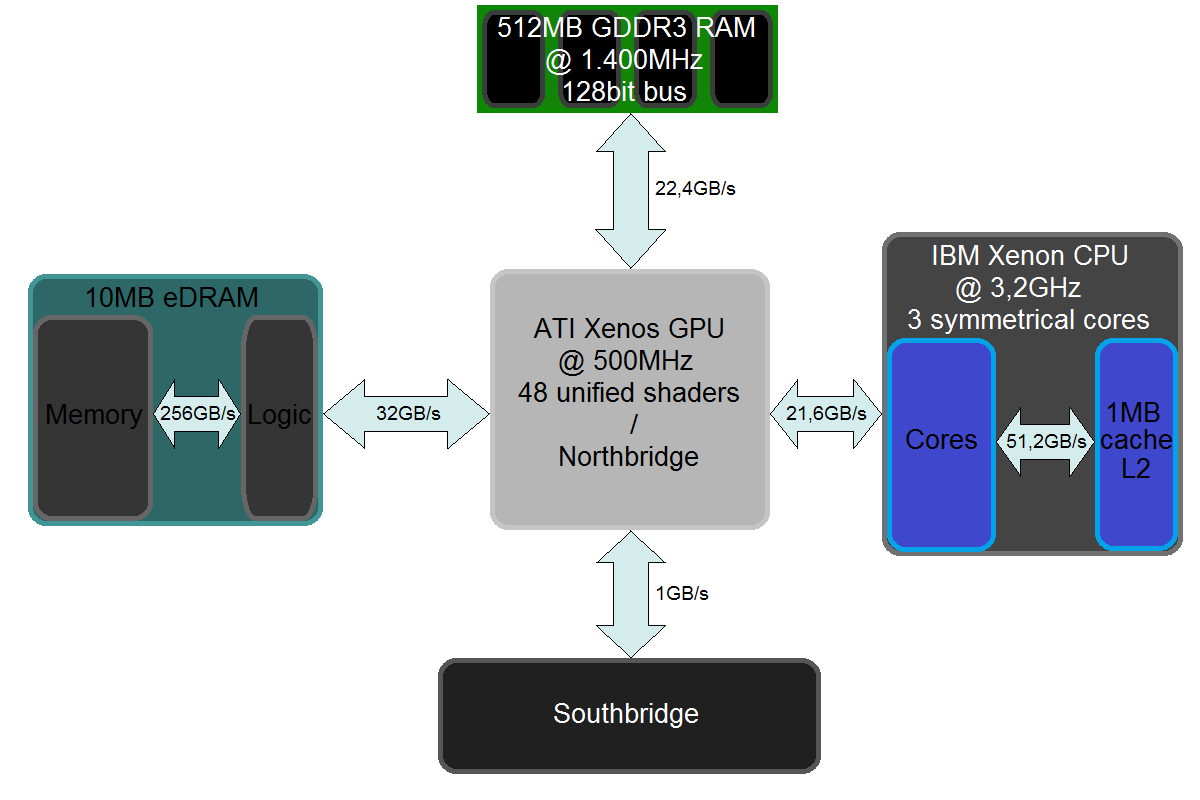 512MB GDDR3 RAM
@ 1.400MHz
128bit bus
22,4GB/s
IBM Xenon CPU
@ 3,2GHz
3 symmetrical cores
10MB eDRAM
ATI Xenos GPU
@ 500MHz
48 unified shaders
/
Northbridge
Memory
256GB/s
Logic
32GB/s
21,6GB/s
Cores
51,2GB/s
1MB
cache
L2
1GB/s
Southbridge